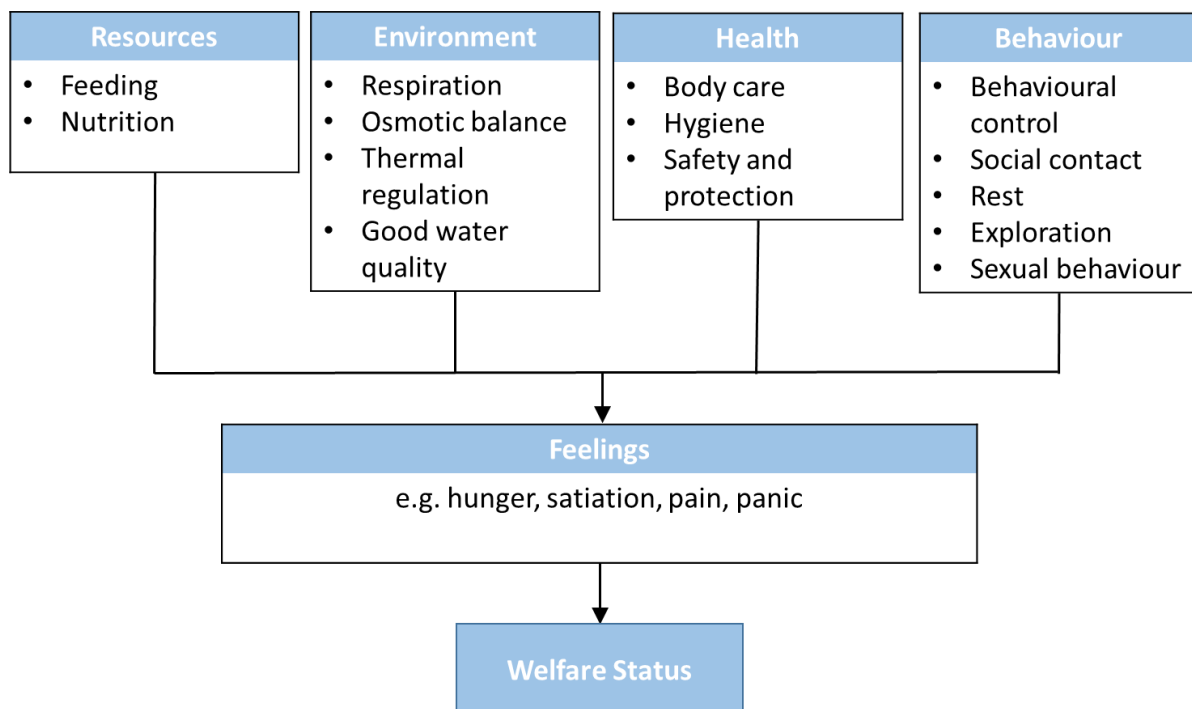 Resources
• Feeding
• Nutrition
Environment
• Respiration
• Osmotic balance
• Thermal
regulation
• Good water
quality
Health
• Body care
• Hygiene
• Safety and
protection
Behaviour
• Behavioural
control
• Social contact
• Rest
• Exploration
• Sexual behaviour
Feelings
e.g. hunger, satiation, pain, panic
Welfare Status